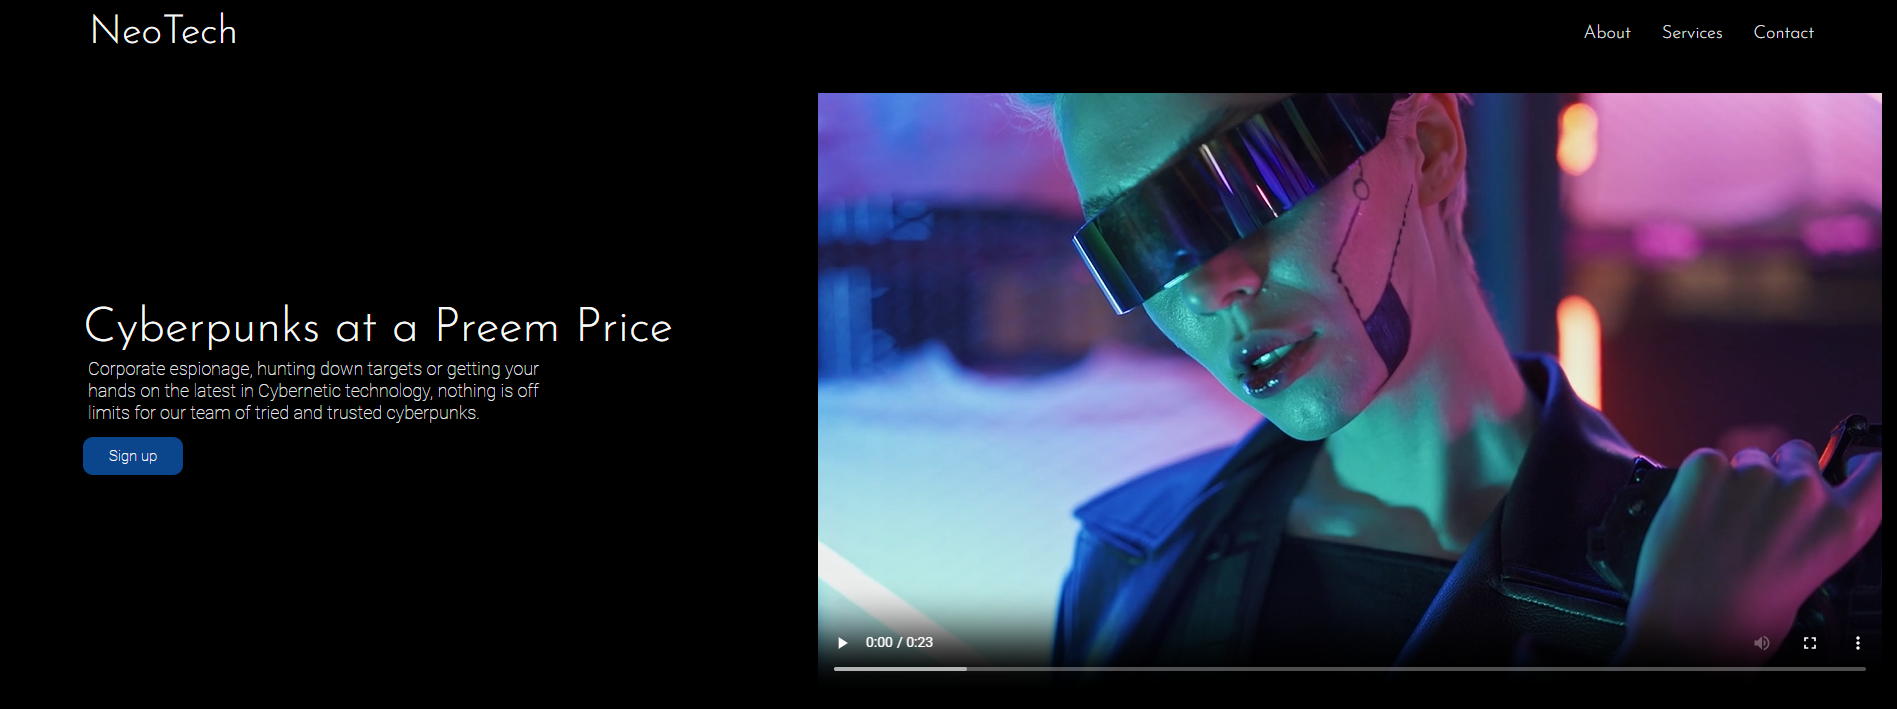 NeoTech
About
Services
Contact
Cyberpunks at a Preem Price
Corporate espionage, hunting down targets or getting your
hands on the latest in Cybernetic technology, nothing is off
limits for our team of tried and trusted cyberpunks.
Sign up
0:00 / 0:23